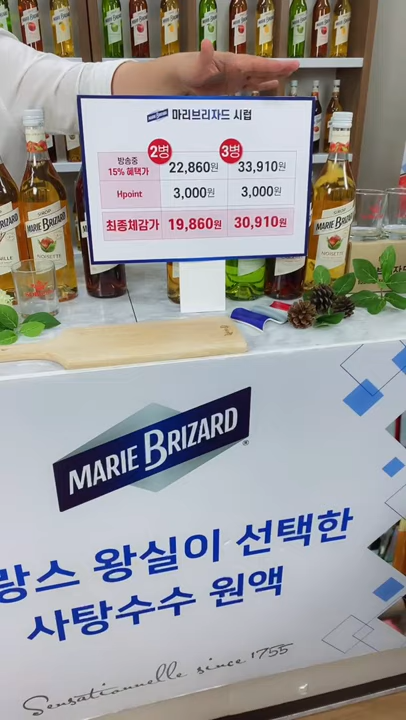 MARIE BRIZARD 마리브리자드 시럽
2병 3병
방송중
15% 혜택가 22,860원 33,910원
Hpoint 3,000원 3,000원
최종체감가 19,860원 30,910원
MARIE BRIZARD
NOISETTE
MARIE BRIZARD
NOISETTE
MARIE BRIZARD®
랑스 왕실이 선택한
사탕수수 원액
Sensationnelle since 1755